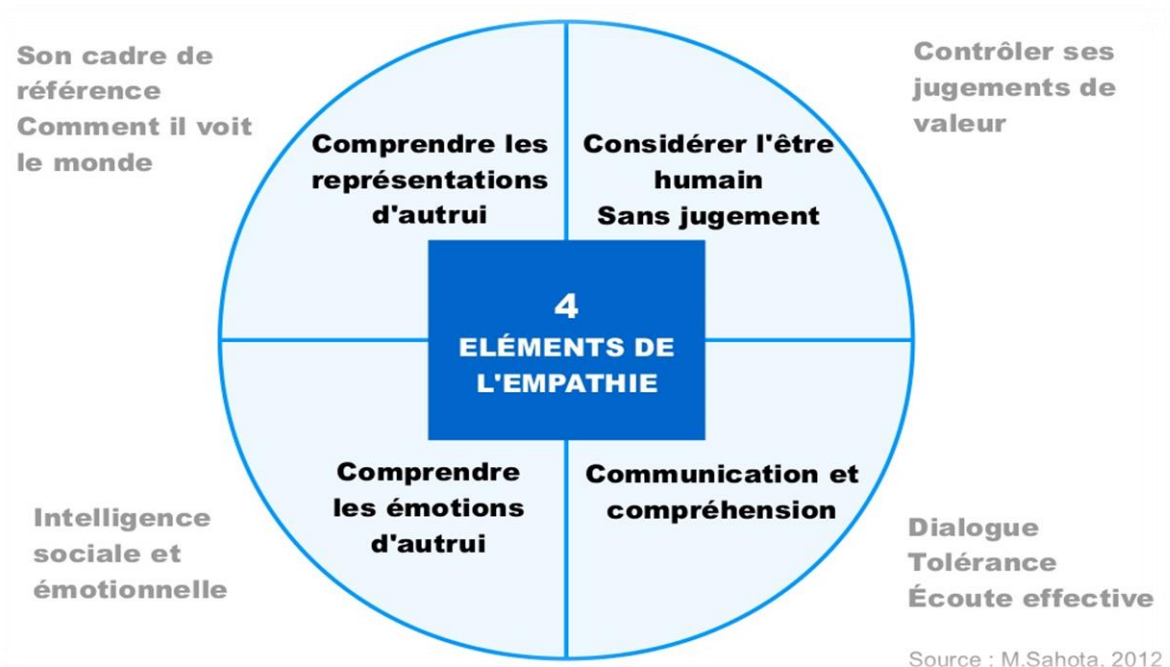 Son cadre de
référence
Comment il voit
le monde
Contrôler ses
jugements de
valeur
Comprendre les
représentations
d'autrui
Considérer l'être
humain
Sans jugement
4
ELÉMENTS DE
L'EMPATHIE
Comprendre
les émotions
d'autrui
Communication et
compréhension
Intelligence
sociale et
émotionnelle
Dialogue
Tolérance
Écoute effective
Source : M.Sahota, 2012